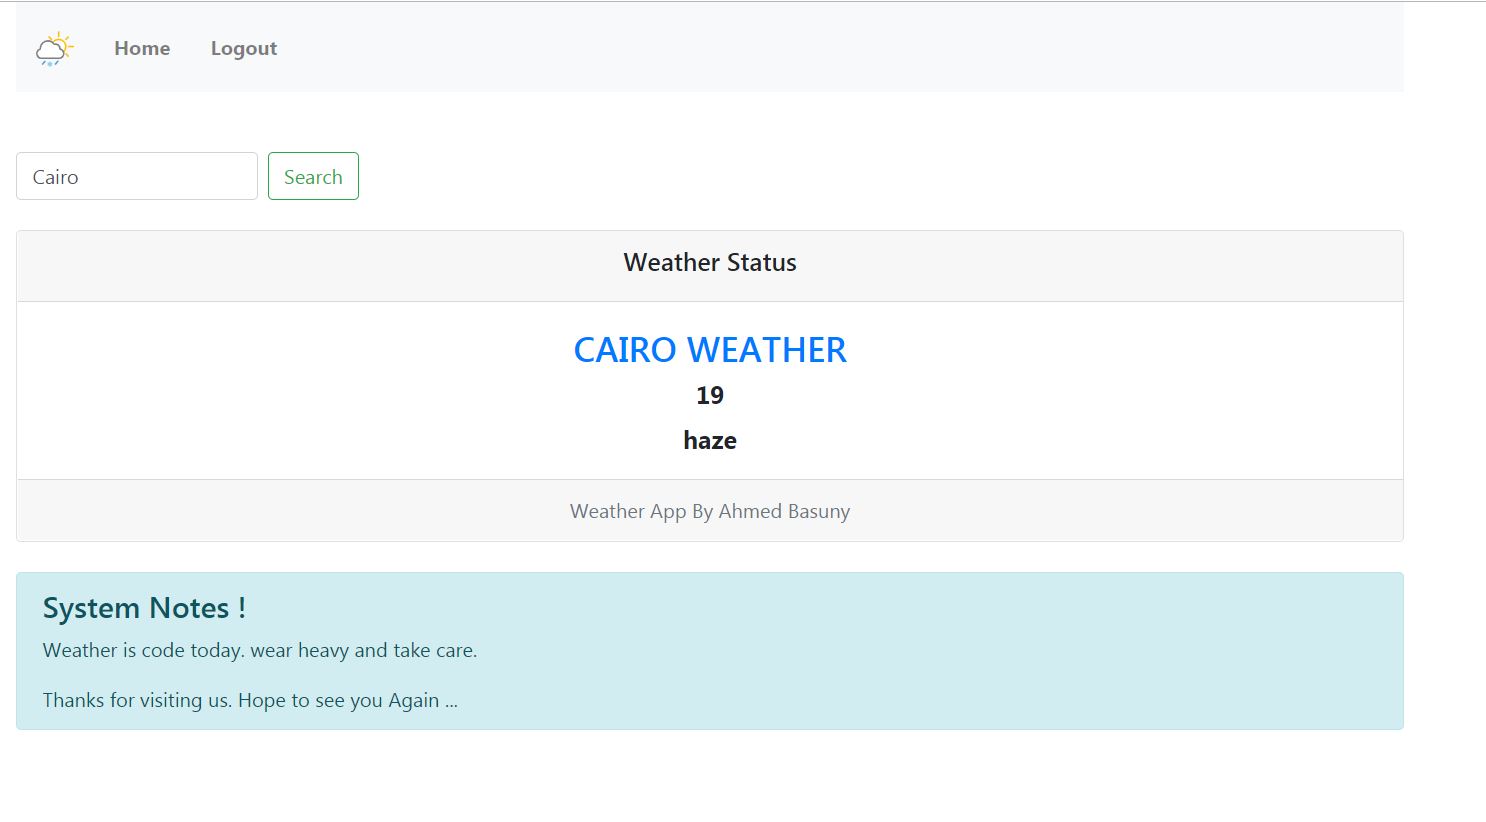 Home Logout
Cairo Search
Weather Status
CAIRO WEATHER
19
haze
Weather App By Ahmed Basuny
System Notes !
Weather is code today. wear heavy and take care.
Thanks for visiting us. Hope to see you Again ...